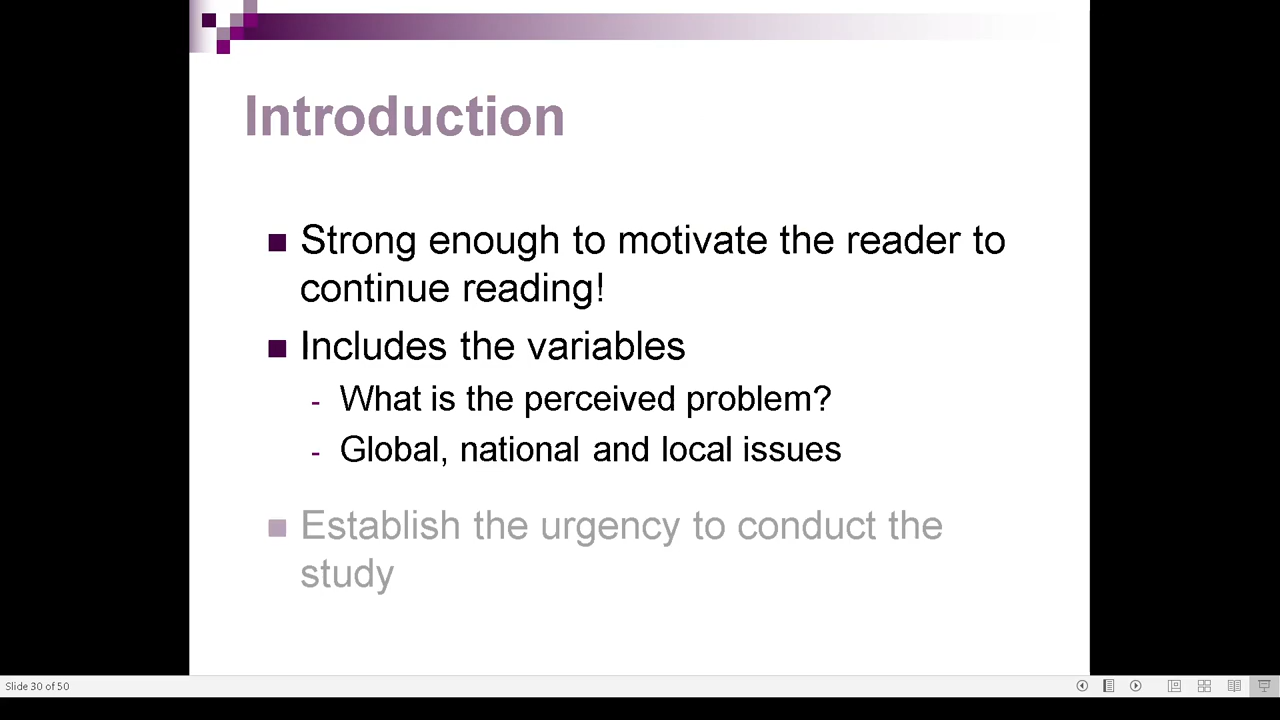 Introduction
■ Strong enough to motivate the reader to
continue reading!
■ Includes the variables
- What is the perceived problem?
- Global, national and local issues
■ Establish the urgency to conduct the
study
Slide 30 of 50